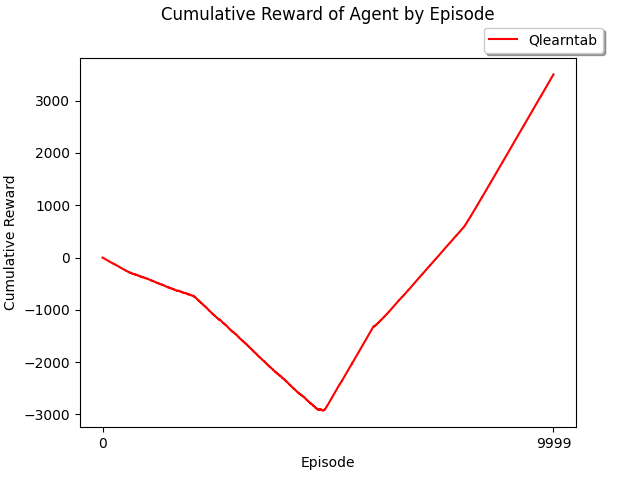 Cumulative Reward of Agent by Episode
Qlearntab
3000
2000
1000
0
−1000
−2000
−3000
Cumulative Reward
0 9999
Episode